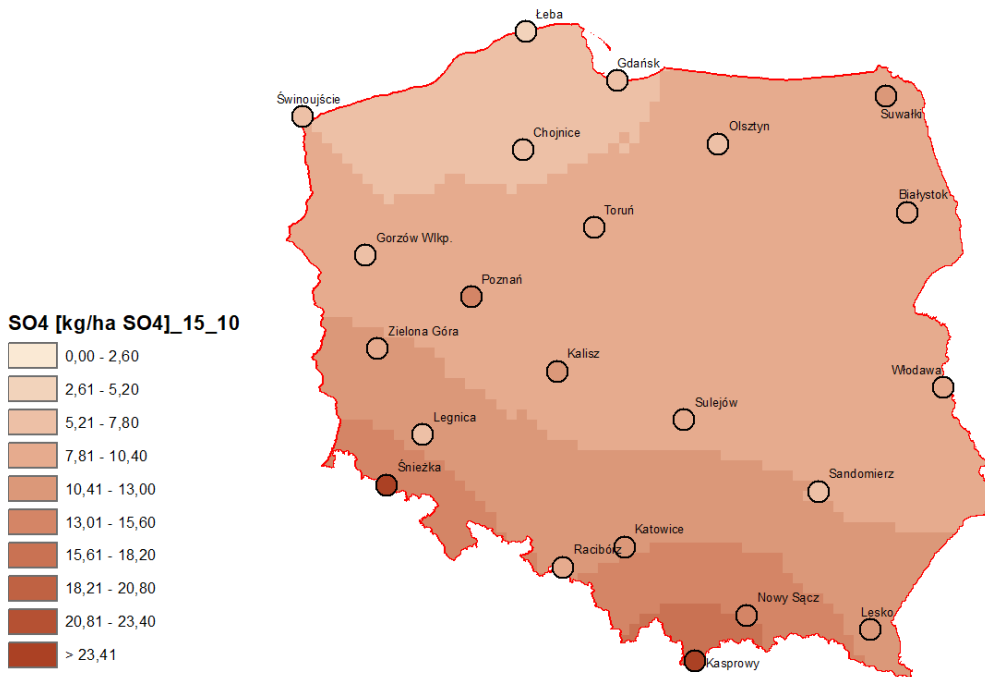 Łeba
Gdańsk
Świnoujście
Suwałki
Chojnice
Olsztyn
Białystok
Toruń
Gorzów Wlkp.
Poznań
SO4 [kg/ha SO4]_15_10
0,00 - 2,60
2,61 - 5,20
5,21 - 7,80
7,81 - 10,40
10,41 - 13,00
13,01 - 15,60
15,61 - 18,20
18,21 - 20,80
20,81 - 23,40
> 23,41
Zielona Góra
Kalisz
Włodawa
Sulejów
Legnica
Śnieżka
Sandomierz
Katowice
Racibórz
Nowy Sącz
Lesko
Kasprowy